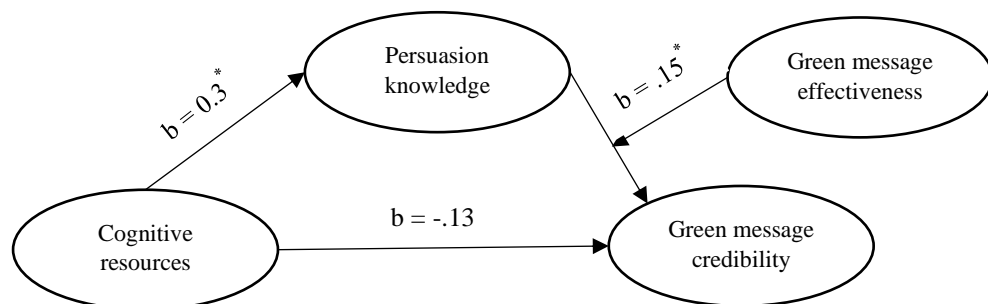 Persuasion
knowledge
Green message
effectiveness
b = 0.3*
b = .15*
b = -.13
Cognitive
resources
Green message
credibility